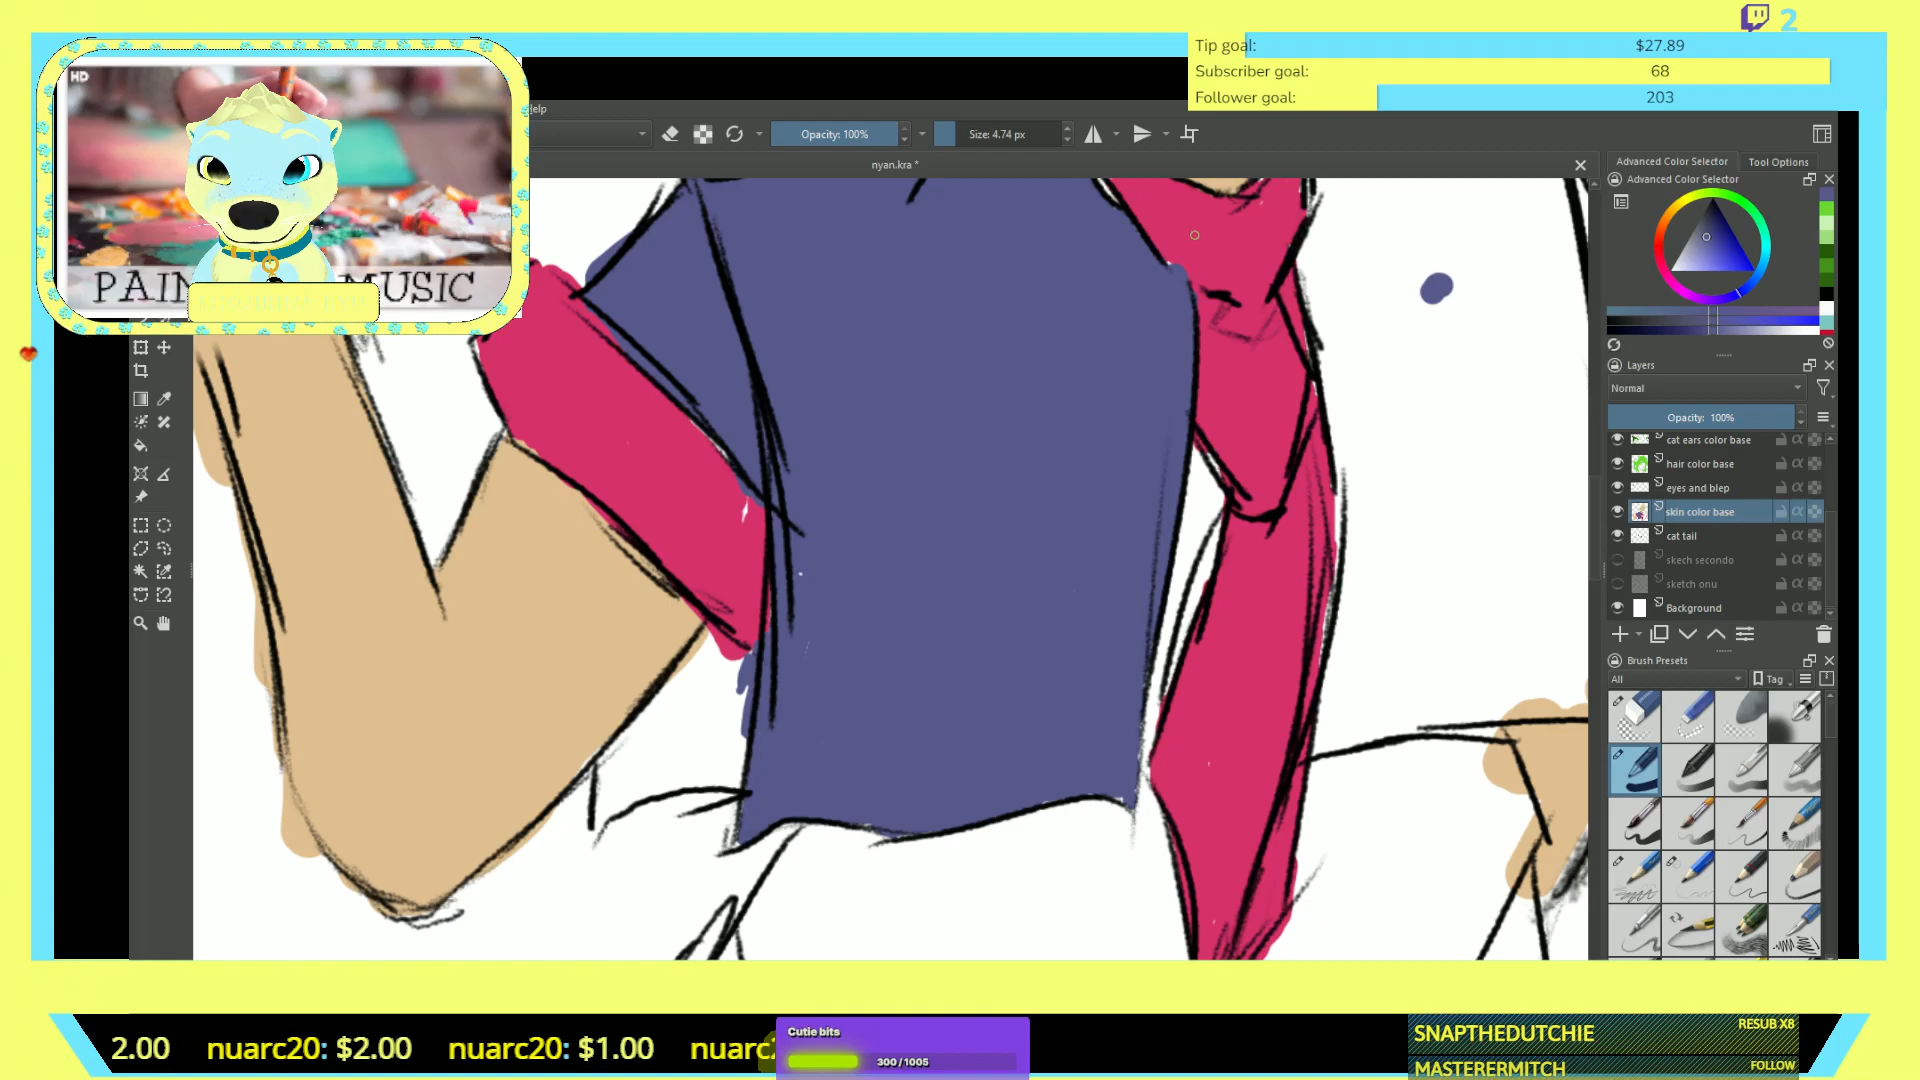 2
Tip goal: $27.89
Subscriber goal: 68
Follower goal: 203
HD
PAIN MUSIC
elp
Opacity: 100%
Size: 4.74 px
nyan.kra *
Advanced Color Selector
Tool Options
Advanced Color Selector
Layers
Normal
Opacity: 100%
cat ears color base
hair color base
eyes and blep
skin color base
cat tail
skech secondo
sketch onu
Background
Brush Presets
All
Tag
2.00 nuarc20: $2.00 nuarc20: $1.00 nuarc
Cutie bits
300 / 1005
SNAPTHEDUTCHIE RESUB X8
MASTERERMITCH FOLLOW